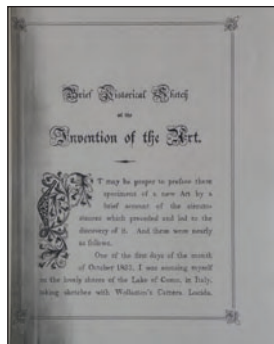 Brief Historical Sketch
of the
Invention of the Art.
IT may be proper to preface these
specimens of a new Art by a
brief account of the circum-
stances which preceded and led to the
discovery of it. And these were nearly
as follows.
One of the first days of the month
of October 1833, I was amusing myself
on the lovely shores of the Lake of Como, in Italy,
taking sketches with Wollaston's Camera Lucida,